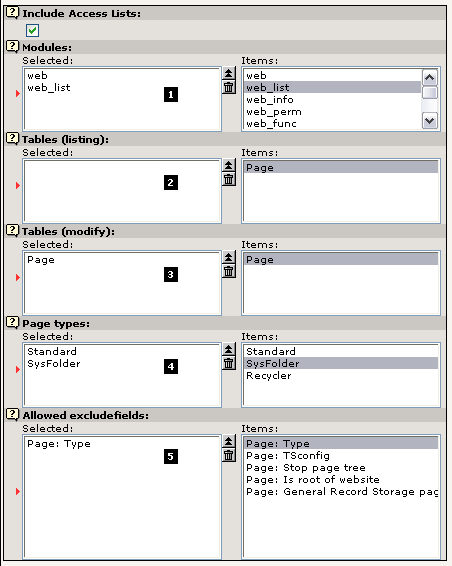 ? Include Access Lists:
? Modules:
Selected: Items:
web web
web_list 1 web_list
web_info
web_perm
web_func
? Tables (listing):
Selected: Items:
2 Page
? Tables (modify):
Selected: Items:
Page Page
3
? Page types:
Selected: Items:
Standard Standard
SysFolder 4 SysFolder
Recycler
? Allowed excludefields:
Selected: Items:
Page: Type Page: Type
5 Page: TSconfig
Page: Stop page tree
Page: Is root of website
Page: General Record Storage pag